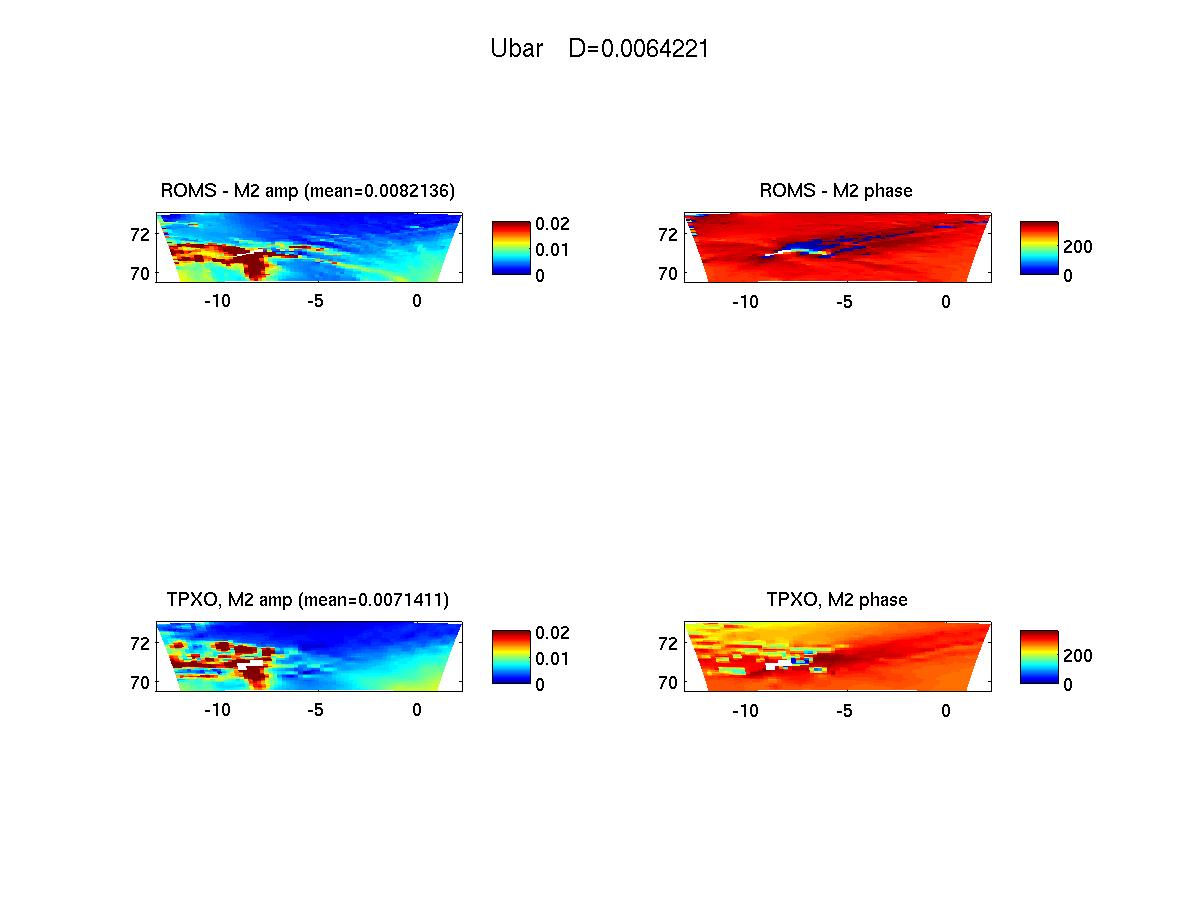 Ubar D=0.0064221
ROMS - M2 amp (mean=0.0082136)
72
70
-10 -5 0
0.02
0.01
0
ROMS - M2 phase
72
70
-10 -5 0
200
0
TPXO, M2 amp (mean=0.0071411)
72
70
-10 -5 0
0.02
0.01
0
TPXO, M2 phase
72
70
-10 -5 0
200
0